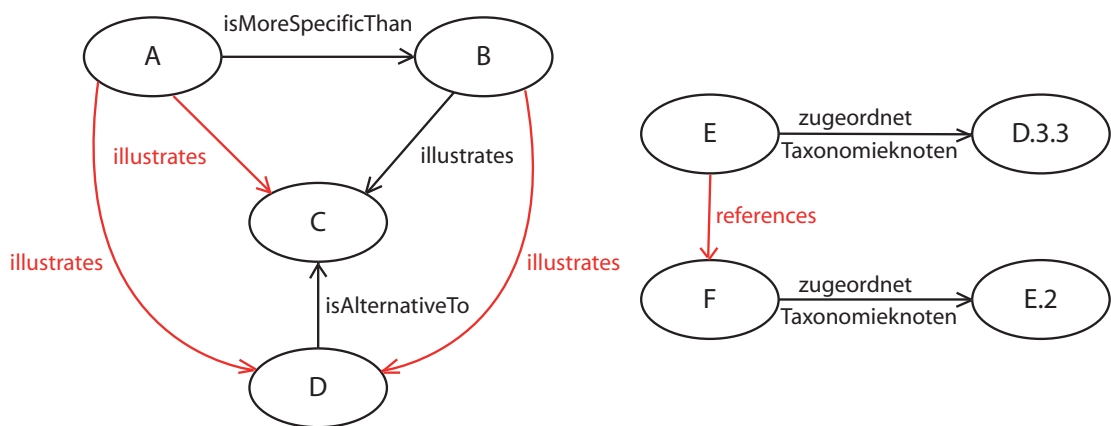 isMoreSpecificThan
A
B
illustrates
illustrates
C
illustrates
illustrates
isAlternativeTo
D
E
zugeordnet
Taxonomieknoten
D.3.3
references
F
zugeordnet
Taxonomieknoten
E.2